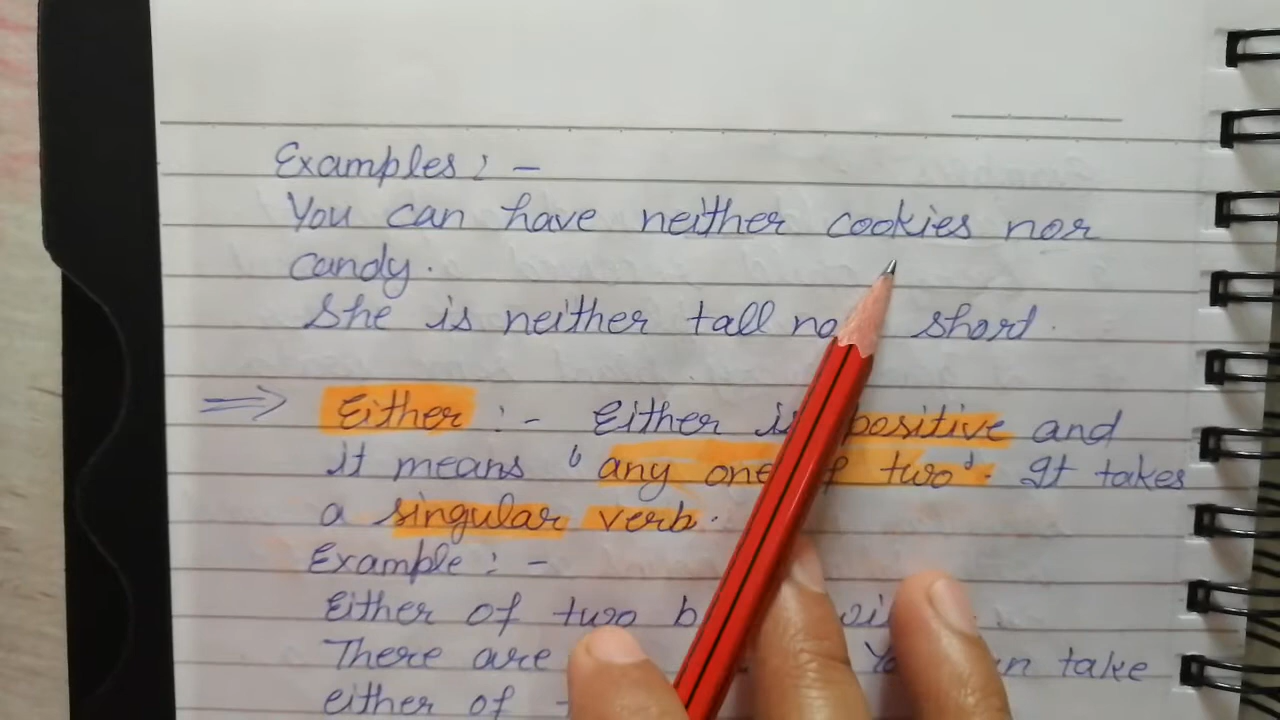 Examples : -
You can have neither cookies nor
candy.
She is neither tall short.
⇒ Either :- Either is positive and
it means " any one of two". It takes
a singular verb.
Example : -
Either of two
There are take
either of